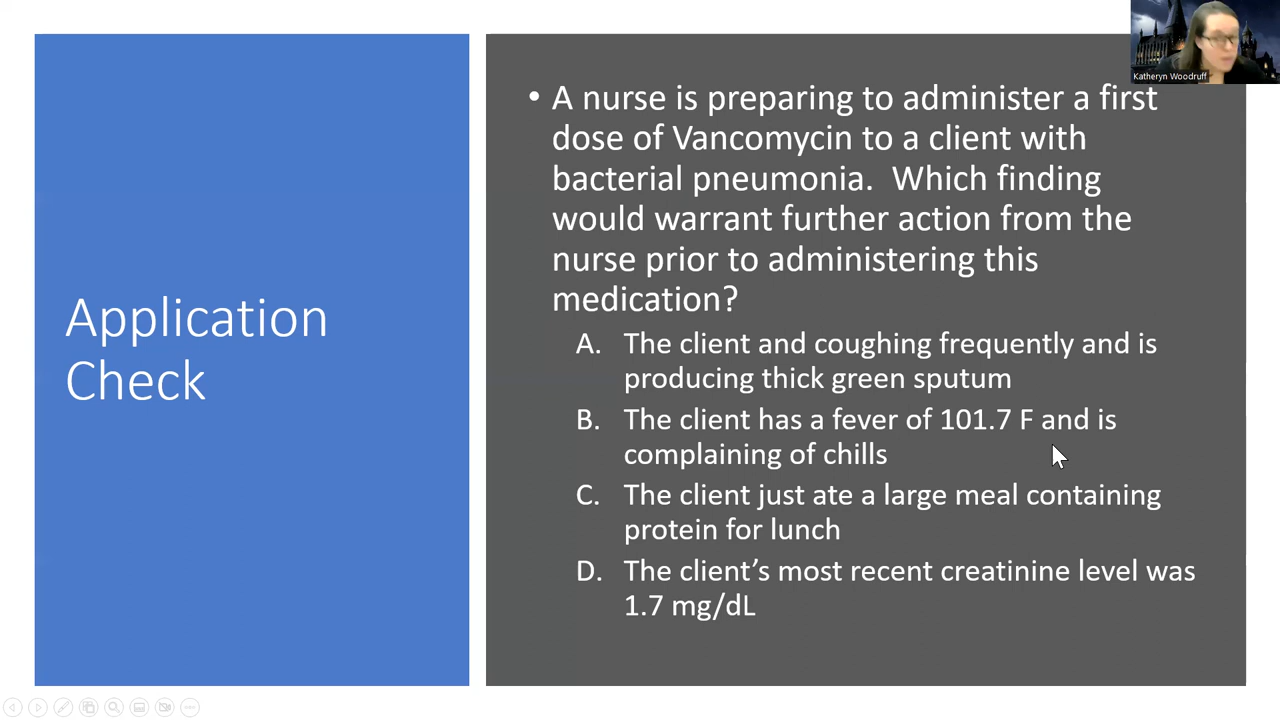 Katheryn Woodruff
Application
Check
• A nurse is preparing to administer a first
dose of Vancomycin to a client with
bacterial pneumonia.  Which finding
would warrant further action from the
nurse prior to administering this
medication?
A. The client and coughing frequently and is
producing thick green sputum
B. The client has a fever of 101.7 F and is
complaining of chills
C. The client just ate a large meal containing
protein for lunch
D. The client’s most recent creatinine level was
1.7 mg/dL